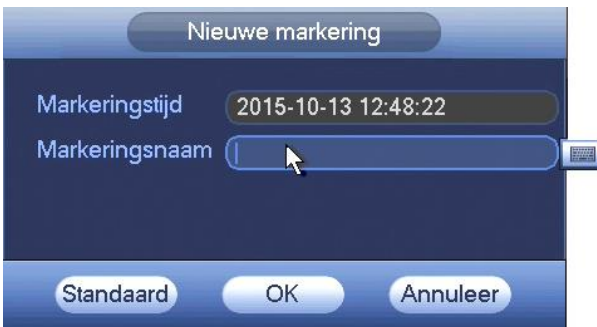 Nieuwe markering
Markeringstijd 2015-10-13 12:48:22
Markeringsnaam
Standaard OK Annuleer